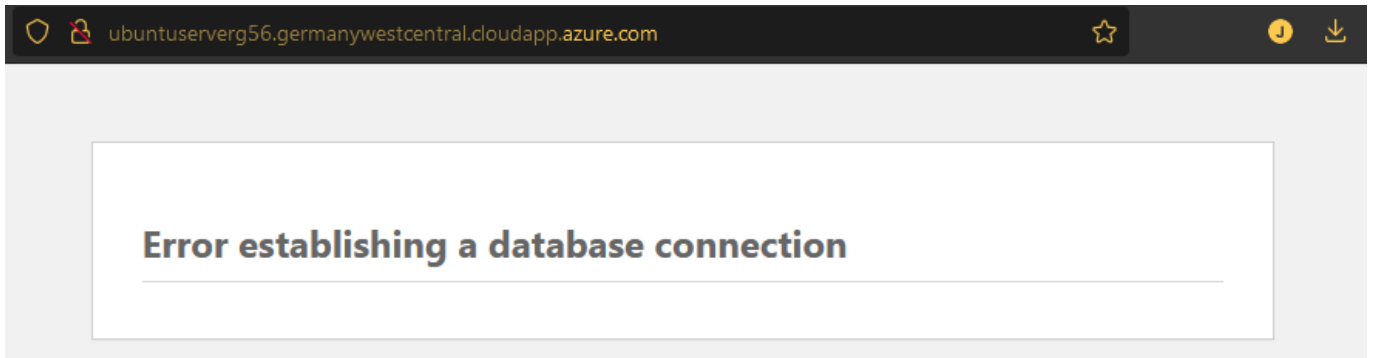 ubuntuserverg56.germanywestcentral.cloudapp.azure.com
J
Error establishing a database connection